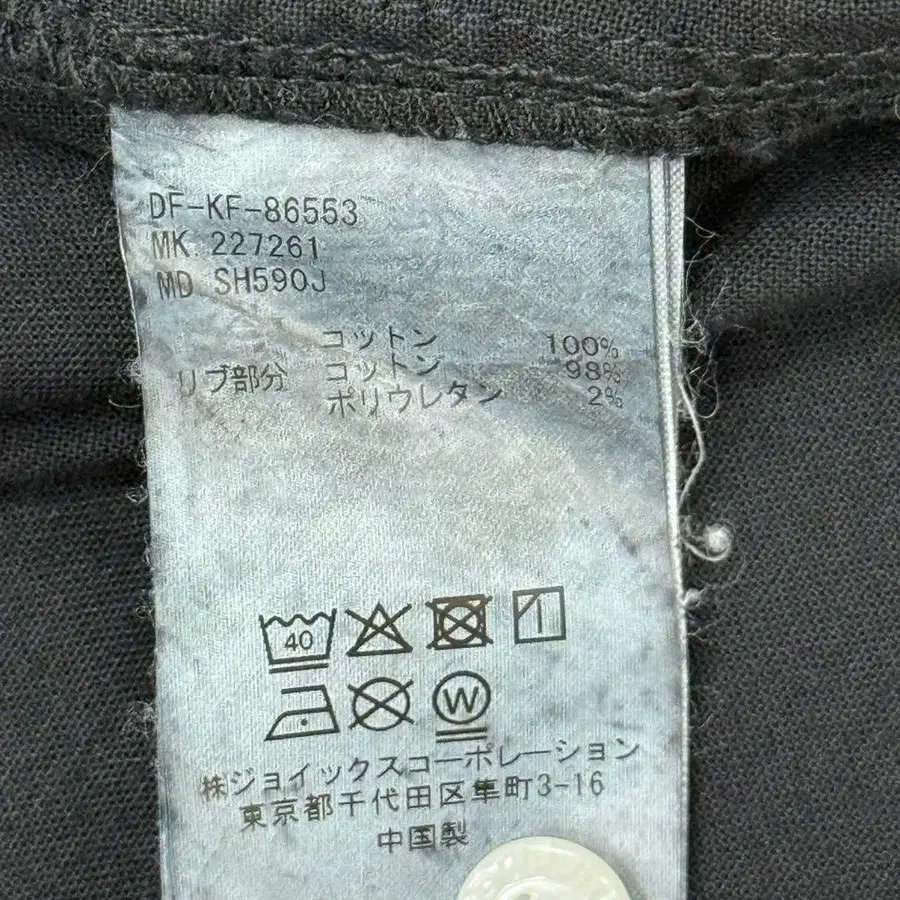 DF-KF-86553
MK 227261
MD SH590J
コットン 100%
リブ部分 コットン 98%
ポリウレタン 2%
40
W
株ジョイックスコーポレーション
東京都千代田区隼町3-16
中国製